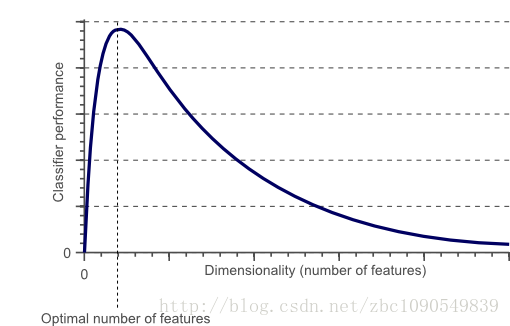 Classifier performance
0
0
Dimensionality (number of features)
http://blog.csdn.net/zbc1090549839
Optimal number of features